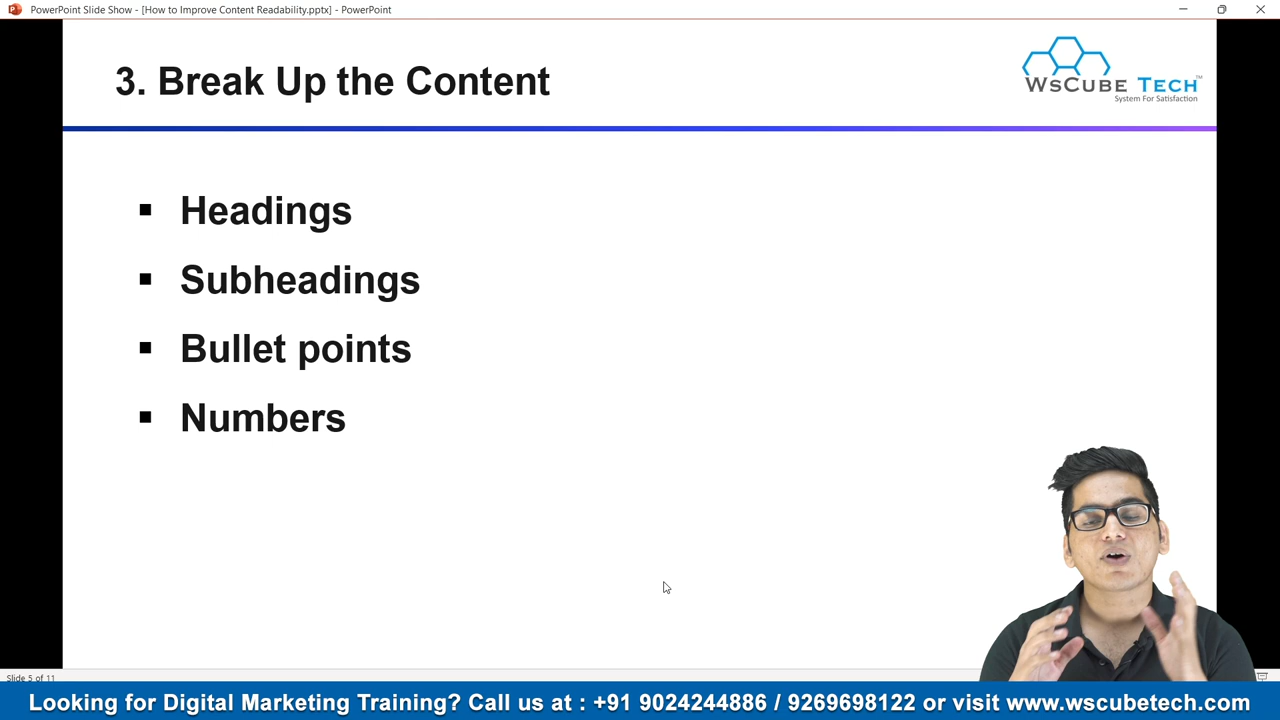 PowerPoint Slide Show - [How to Improve Content Readability.pptx] - PowerPoint
3. Break Up the Content
WsCube Tech™
System For Satisfaction
▪ Headings
▪ Subheadings
▪ Bullet points
▪ Numbers
Slide 5 of 11
Looking for Digital Marketing Training? Call us at : +91 9024244886 / 9269698122 or visit www.wscubetech.com